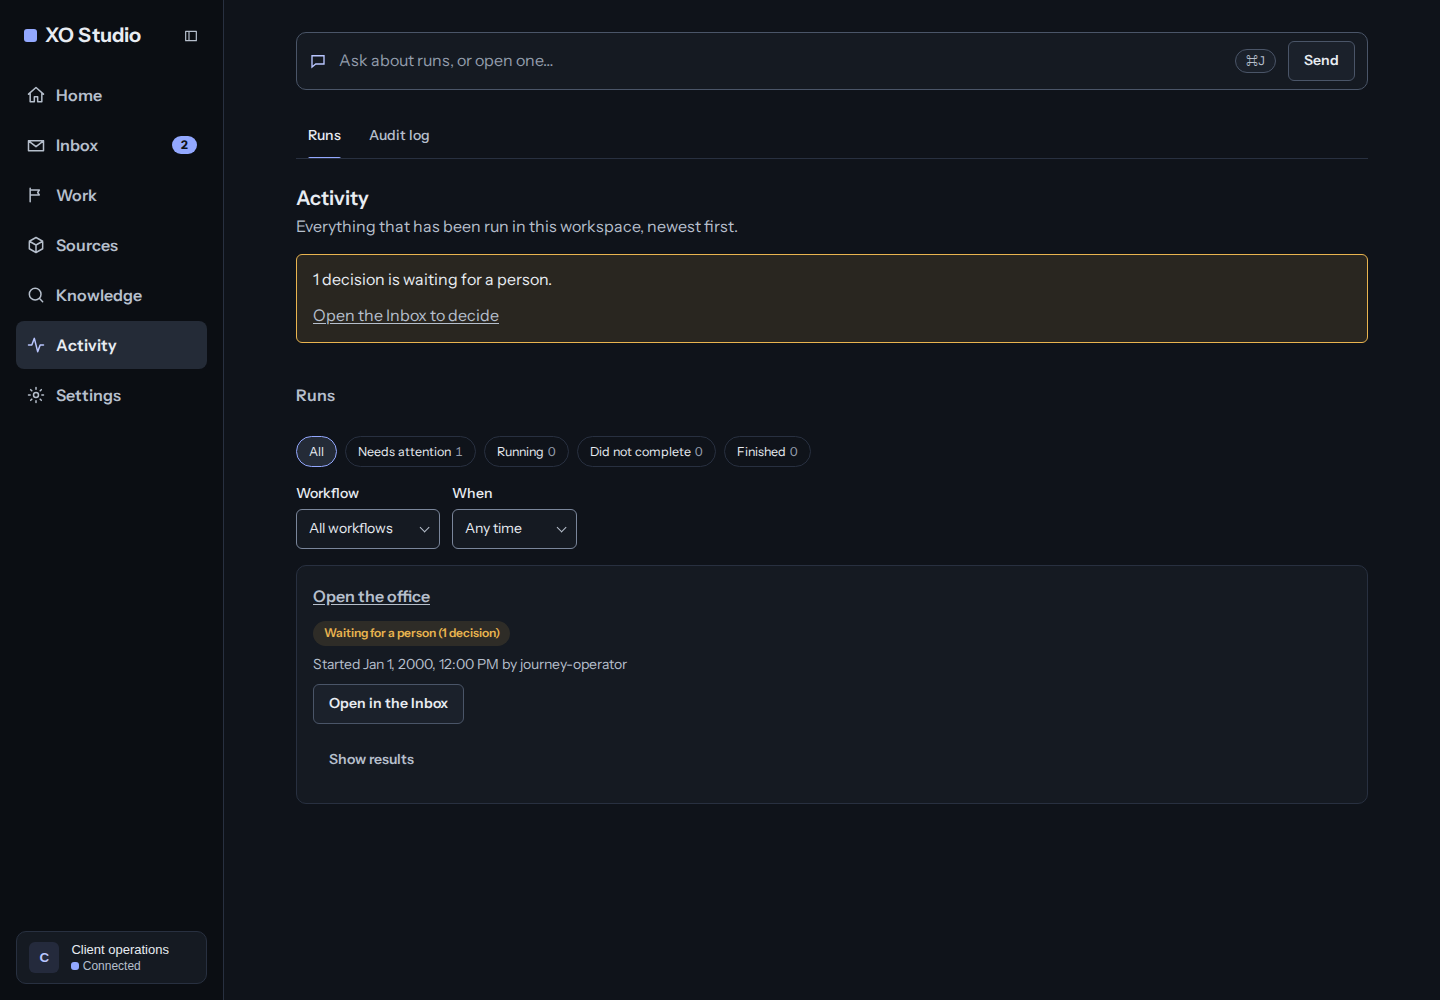 XO Studio
Home
Inbox 2
Work
Sources
Knowledge
Activity
Settings
C
Client operations
Connected
Ask about runs, or open one...
⌘J
Send
Runs Audit log
Activity
Everything that has been run in this workspace, newest first.
1 decision is waiting for a person.
Open the Inbox to decide
Runs
All Needs attention 1 Running 0 Did not complete 0 Finished 0
Workflow When
All workflows Any time
Open the office
Waiting for a person (1 decision)
Started Jan 1, 2000, 12:00 PM by journey-operator
Open in the Inbox
Show results